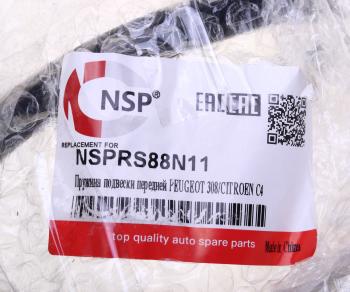 NSP®
EAC EAC
REPLACEMENT FOR
NSPRS88N11
Пружина подвески передней PEUGEOT 308/CITROEN C4
top quality auto spare parts
Made in China